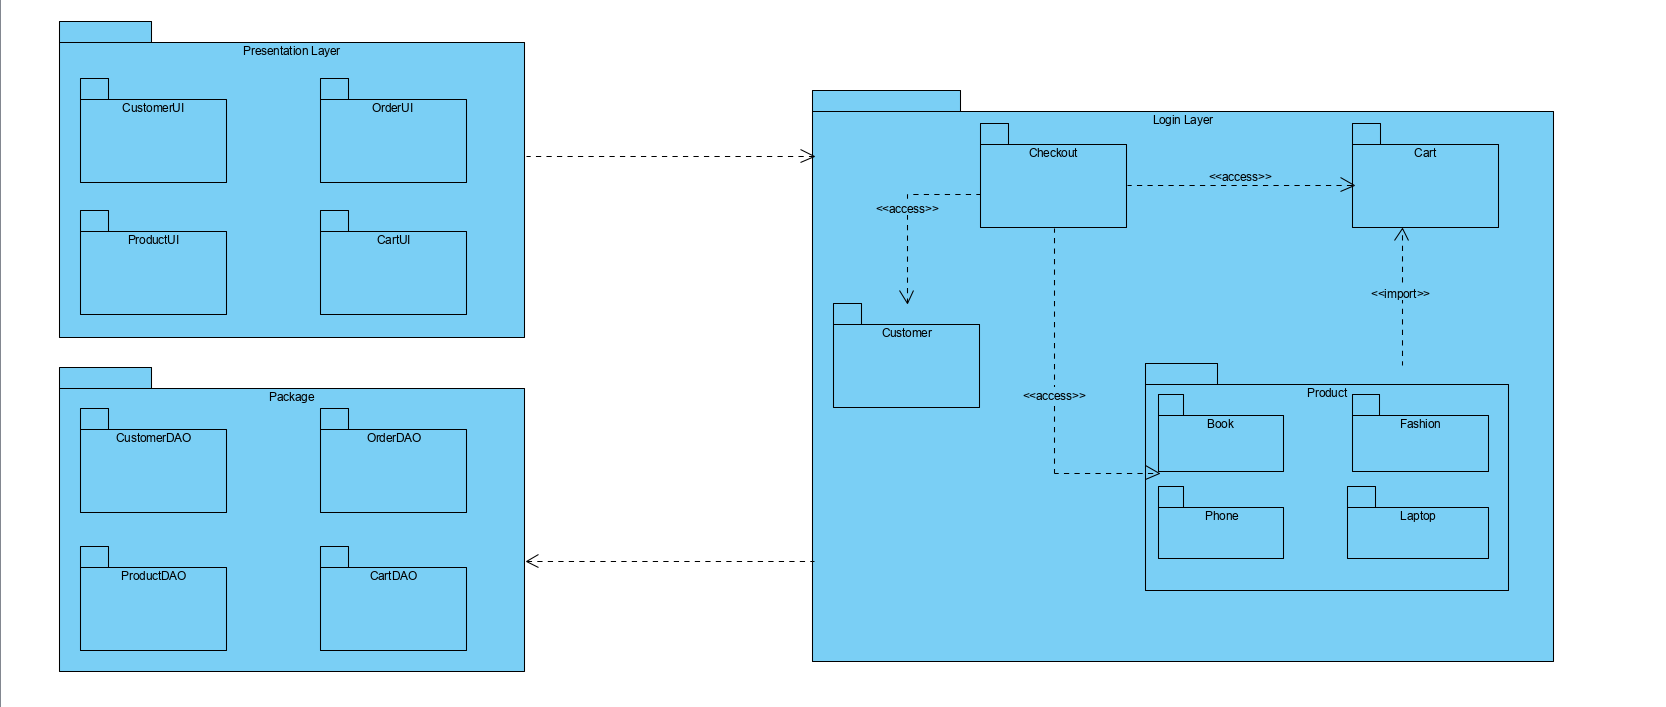 Presentation Layer
CustomerUI
OrderUI
ProductUI
CartUI
Package
CustomerDAO
OrderDAO
ProductDAO
CartDAO
Login Layer
Checkout
Cart
<<access>>
<<access>>
<<import>>
Customer
<<access>>
Product
Book
Fashion
Phone
Laptop